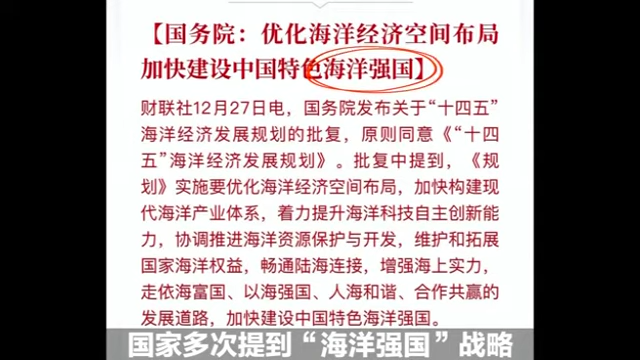 【国务院：优化海洋经济空间布局
加快建设中国特色海洋强国】
财联社12月27日电，国务院发布关于“十四五”
海洋经济发展规划的批复，原则同意《“十四
五”海洋经济发展规划》。批复中提到，《规
划》实施要优化海洋经济空间布局，加快构建现
代海洋产业体系，着力提升海洋科技自主创新能
力，协调推进海洋资源保护与开发，维护和拓展
国家海洋权益，畅通陆海连接，增强海上实力，
走依海富国、以海强国、人海和谐、合作共赢的
发展道路，加快建设中国特色海洋强国。
国家多次提到“海洋强国”战略